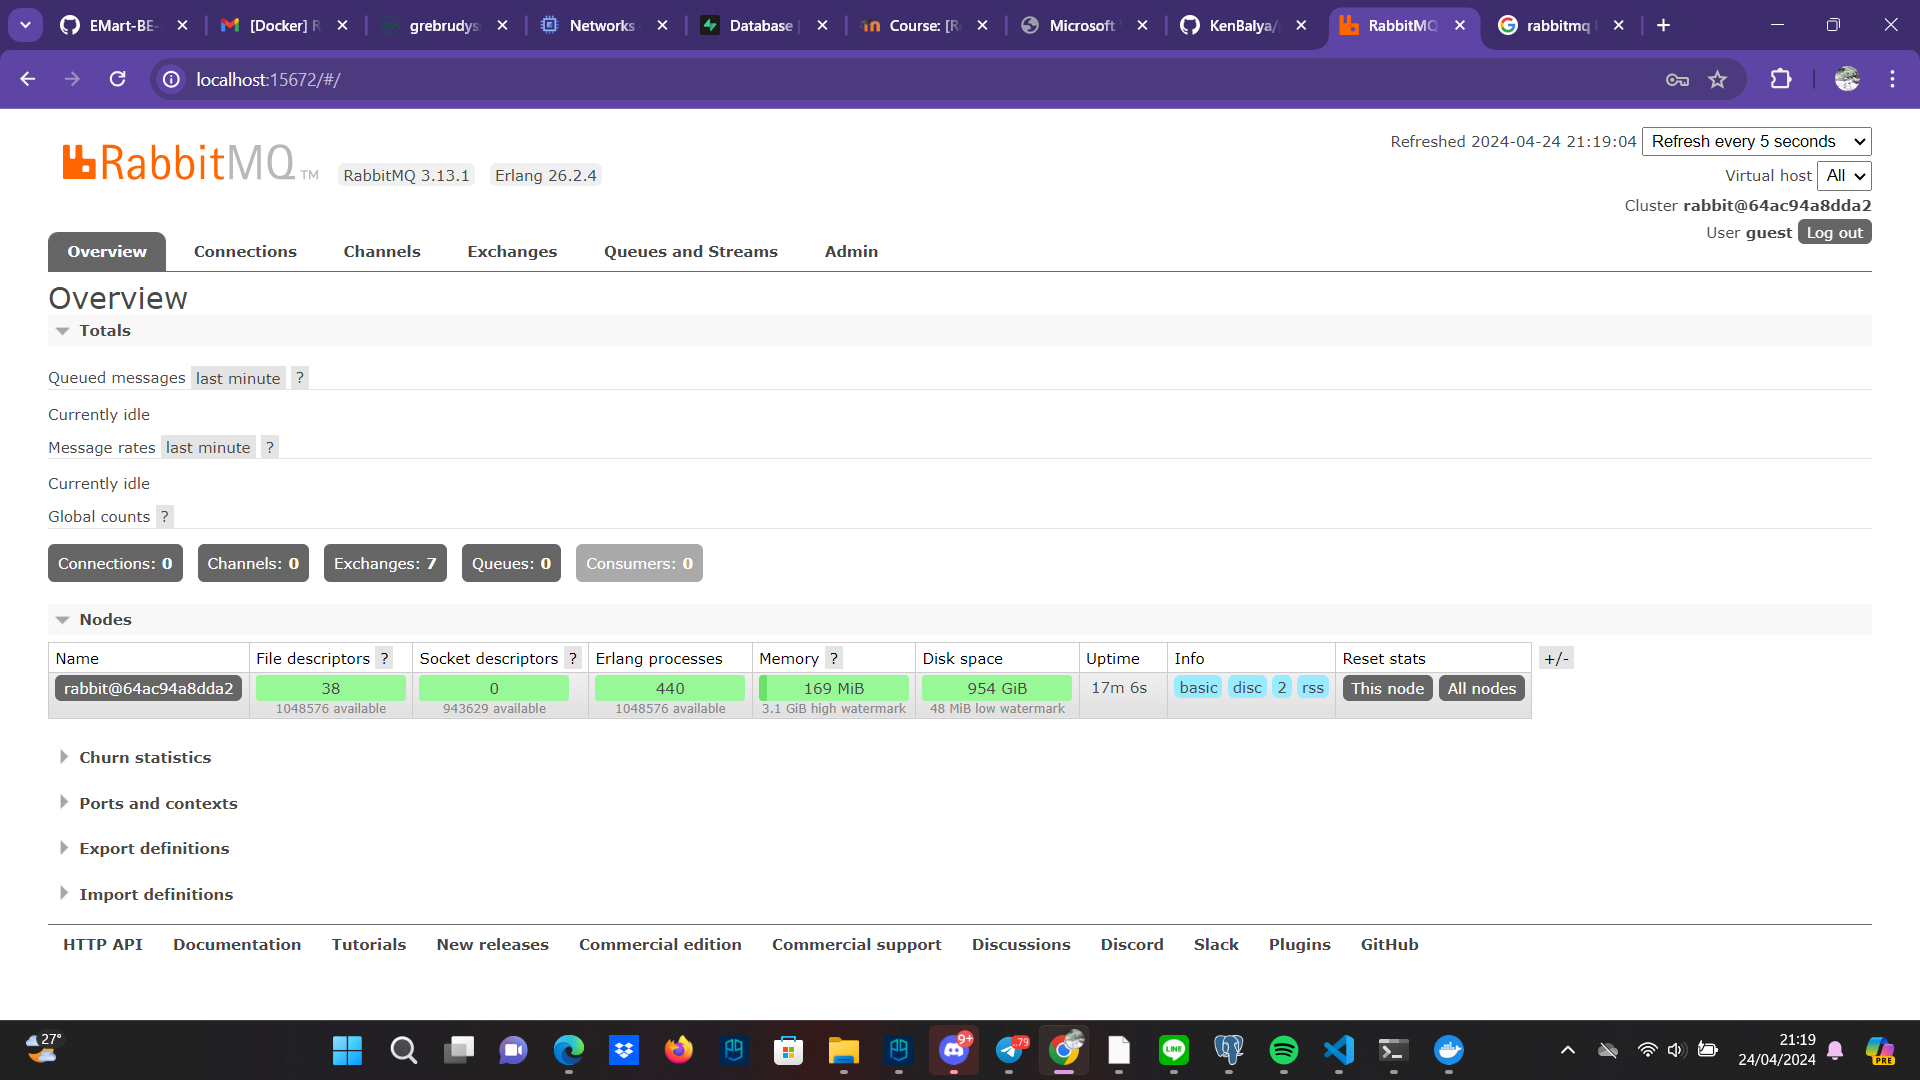 EMart-BE-
[Docker] R
grebrudys
Networks
Database
Course: [R
Microsoft
KenBalya/
RabbitMQ
rabbitmq
localhost:15672/#/
RabbitMQ TM
RabbitMQ 3.13.1
Erlang 26.2.4
Refreshed 2024-04-24 21:19:04
Refresh every 5 seconds
Virtual host
All
Cluster rabbit@64ac94a8dda2
User guest
Log out
Overview
Connections
Channels
Exchanges
Queues and Streams
Admin
Overview
Totals
Queued messages last minute ?
Currently idle
Message rates last minute ?
Currently idle
Global counts ?
Connections: 0
Channels: 0
Exchanges: 7
Queues: 0
Consumers: 0
Nodes
Name
File descriptors ?
Socket descriptors ?
Erlang processes
Memory ?
Disk space
Uptime
Info
Reset stats
+/-
rabbit@64ac94a8dda2
38
1048576 available
0
943629 available
440
1048576 available
169 MiB
3.1 GiB high watermark
954 GiB
48 MiB low watermark
17m 6s
basic disc 2 rss
This node
All nodes
Churn statistics
Ports and contexts
Export definitions
Import definitions
HTTP API
Documentation
Tutorials
New releases
Commercial edition
Commercial support
Discussions
Discord
Slack
Plugins
GitHub
27°
9+
..79
LINE
21:19
24/04/2024
PRE